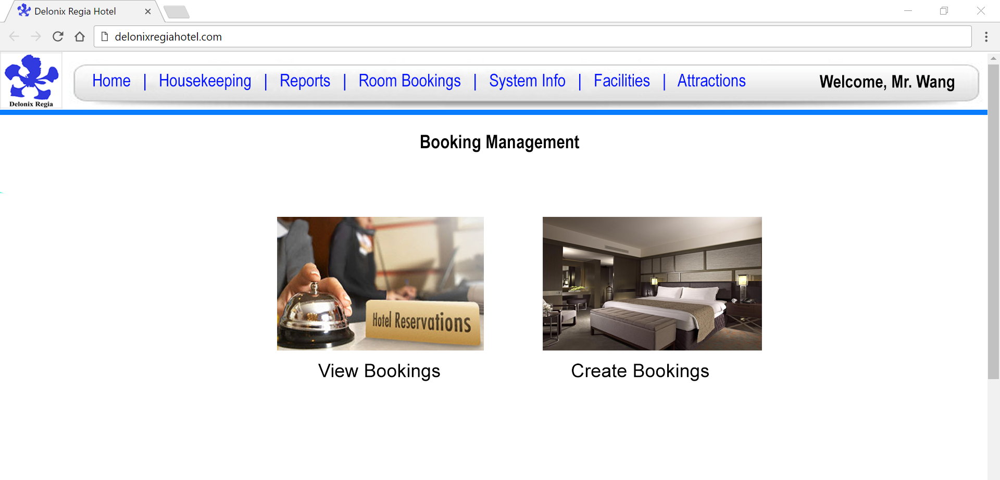 Delonix Regia Hotel
delonixregiahotel.com
Delonix Regia
Home | Housekeeping | Reports | Room Bookings | System Info | Facilities | Attractions
Welcome, Mr. Wang
Booking Management
Hotel Reservations
View Bookings
Create Bookings